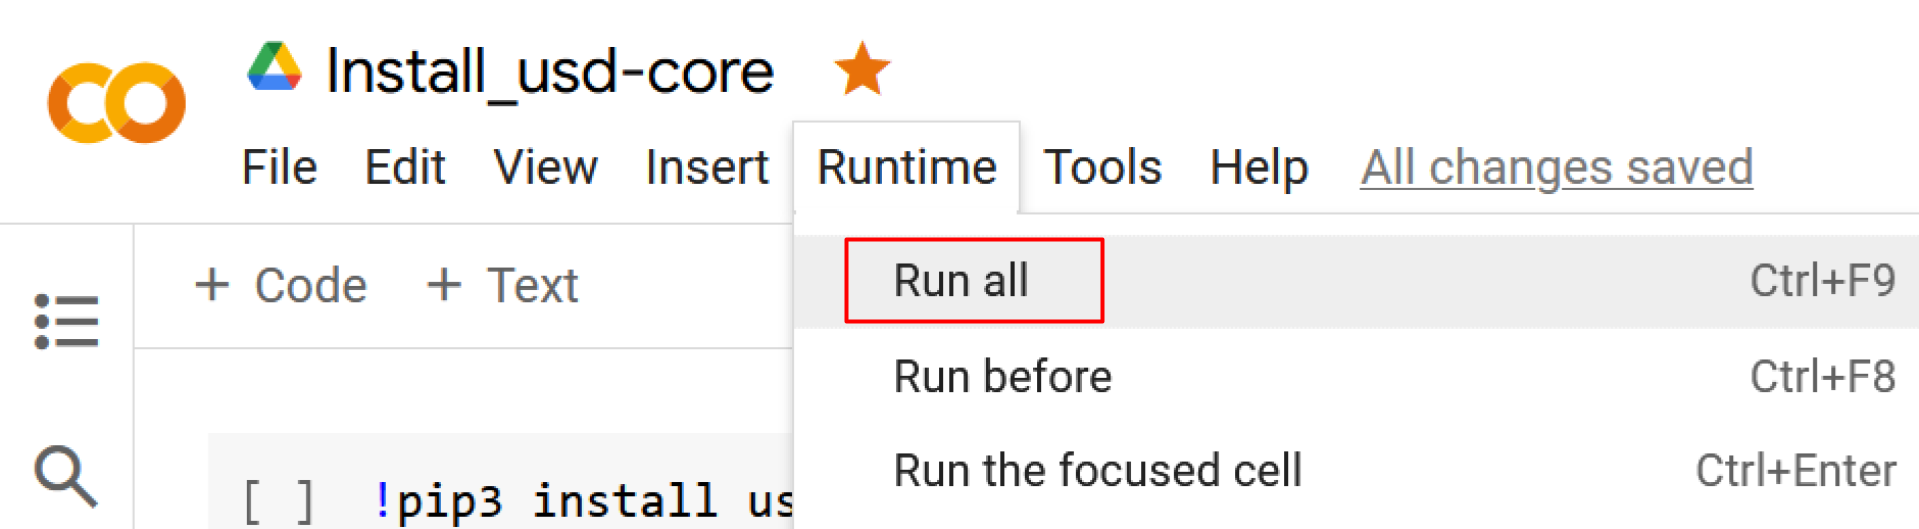 Install_usd-core
File Edit View Insert Runtime Tools Help All changes saved
+ Code + Text
Run all Ctrl+F9
Run before Ctrl+F8
Run the focused cell Ctrl+Enter
[ ] !pip3 install us